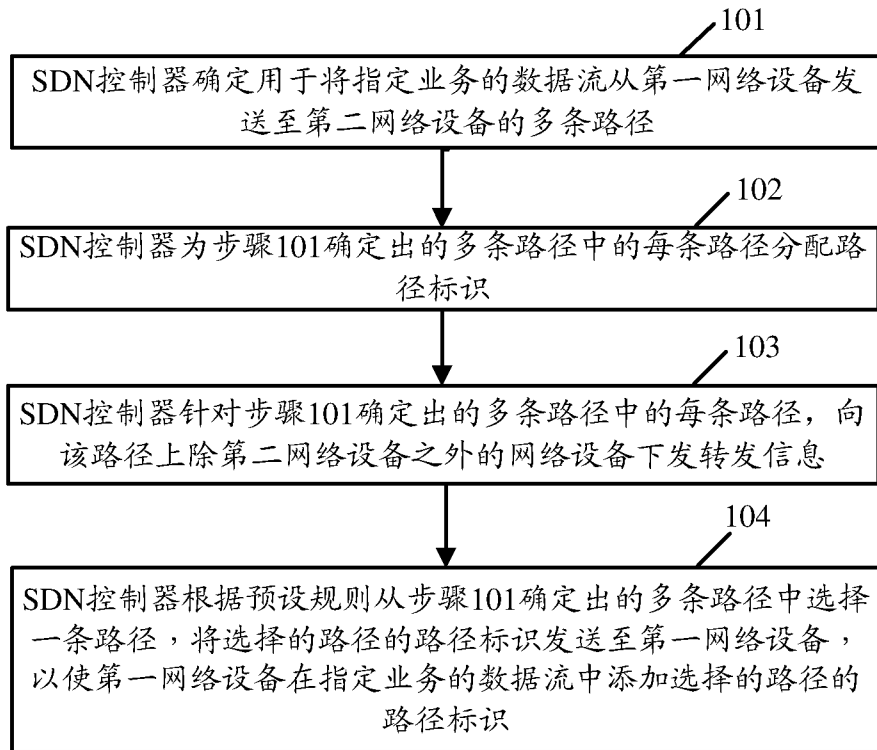 101
SDN控制器确定用于将指定业务的数据流从第一网络设备发
送至第二网络设备的多条路径
102
SDN控制器为步骤101确定出的多条路径中的每条路径分配路
径标识
103
SDN控制器针对步骤101确定出的多条路径中的每条路径，向
该路径上除第二网络设备之外的网络设备下发转发信息
104
SDN控制器根据预设规则从步骤101确定出的多条路径中选择
一条路径，将选择的路径的路径标识发送至第一网络设备，
以使第一网络设备在指定业务的数据流中添加选择的路径的
路径标识